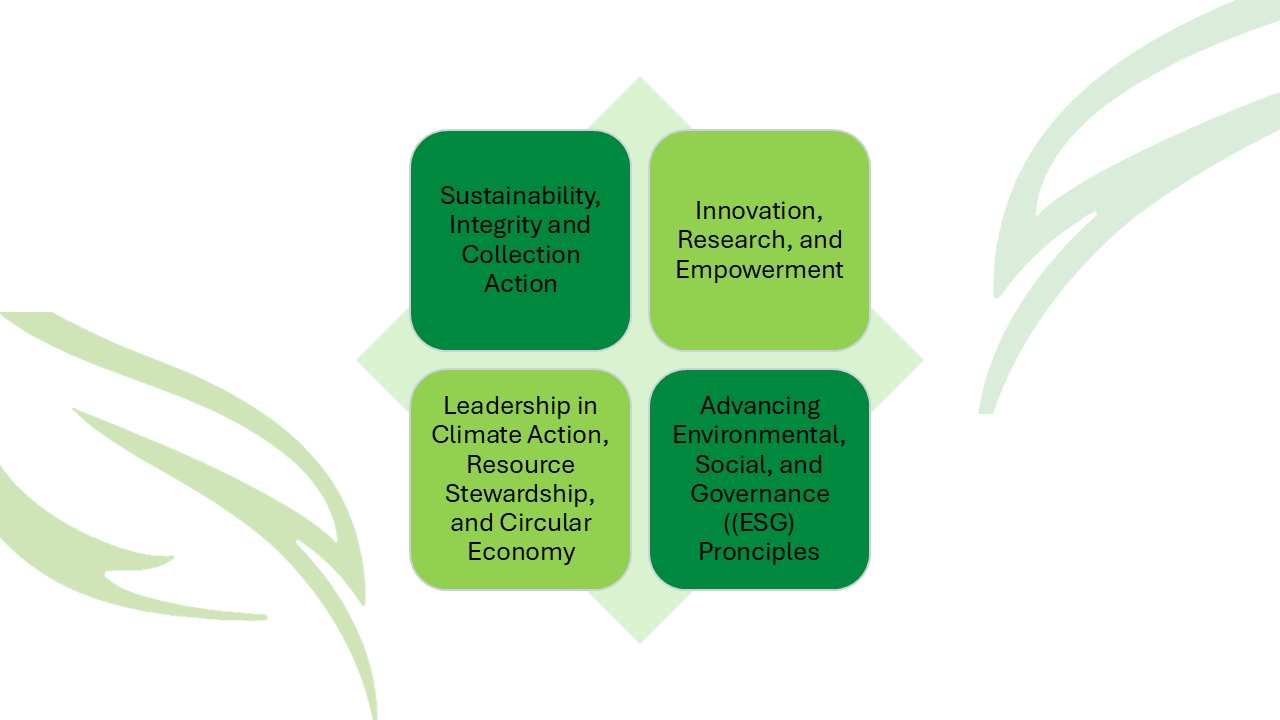 Sustainability,
Integrity and
Collection
Action
Innovation,
Research, and
Empowerment
Leadership in
Climate Action,
Resource
Stewardship,
and Circular
Economy
Advancing
Environmental,
Social, and
Governance
((ESG)
Pronciples